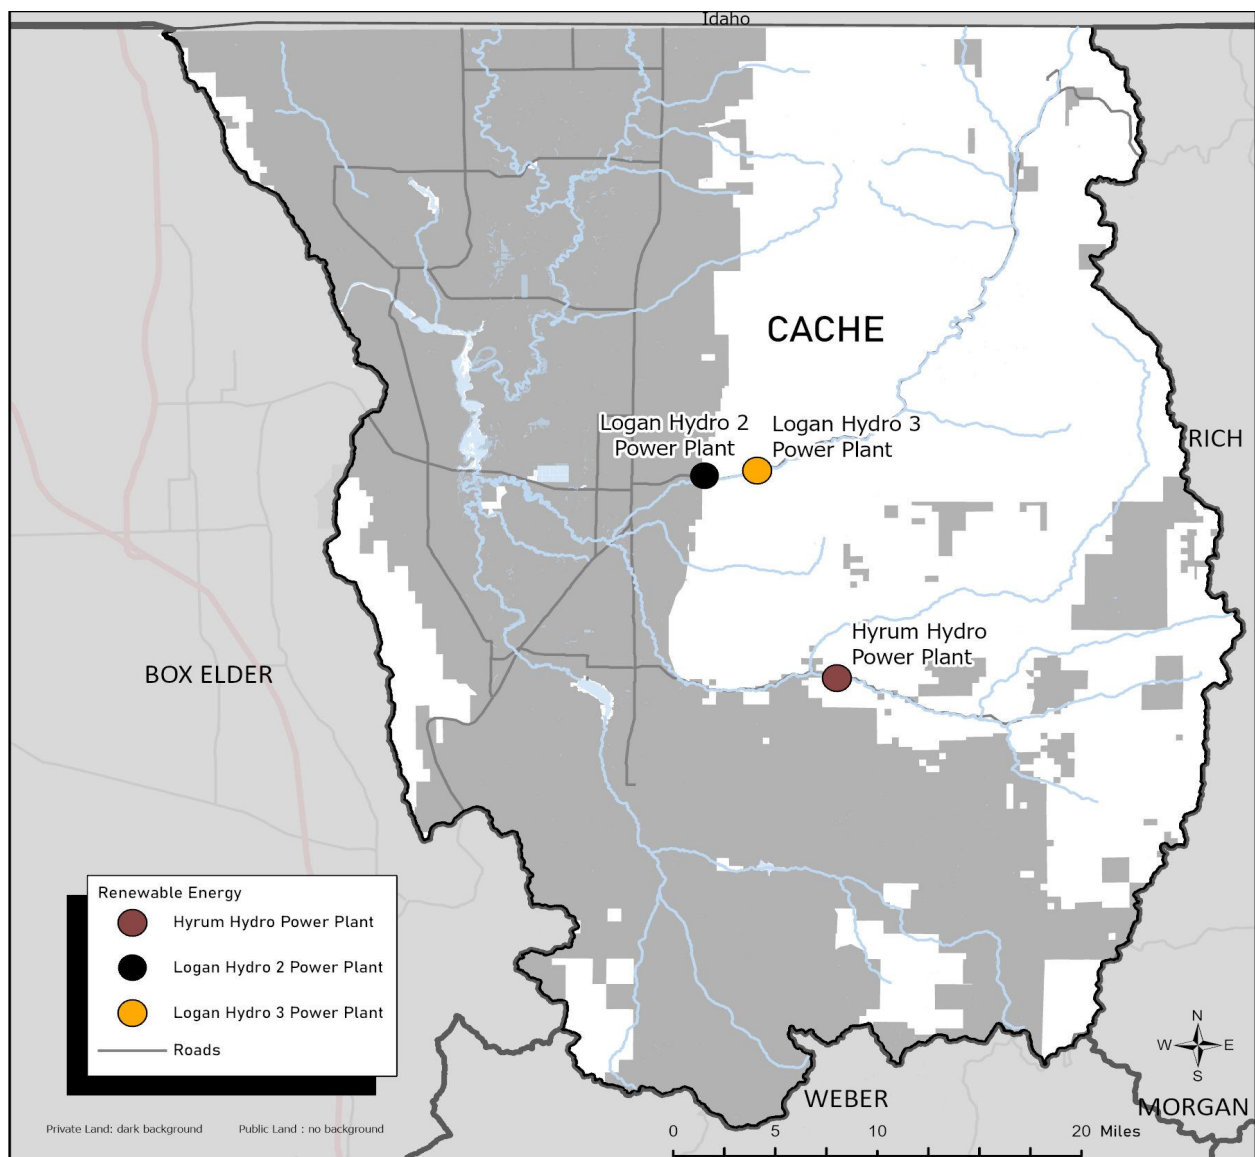 Idaho
CACHE
Logan Hydro 2
Power Plant
Logan Hydro 3
Power Plant
RICH
Hyrum Hydro
Power Plant
BOX ELDER
Renewable Energy
Hyrum Hydro Power Plant
Logan Hydro 2 Power Plant
Logan Hydro 3 Power Plant
Roads
N
W E
S
WEBER
MORGAN
Private Land: dark background Public Land : no background
0 5 10 20 Miles